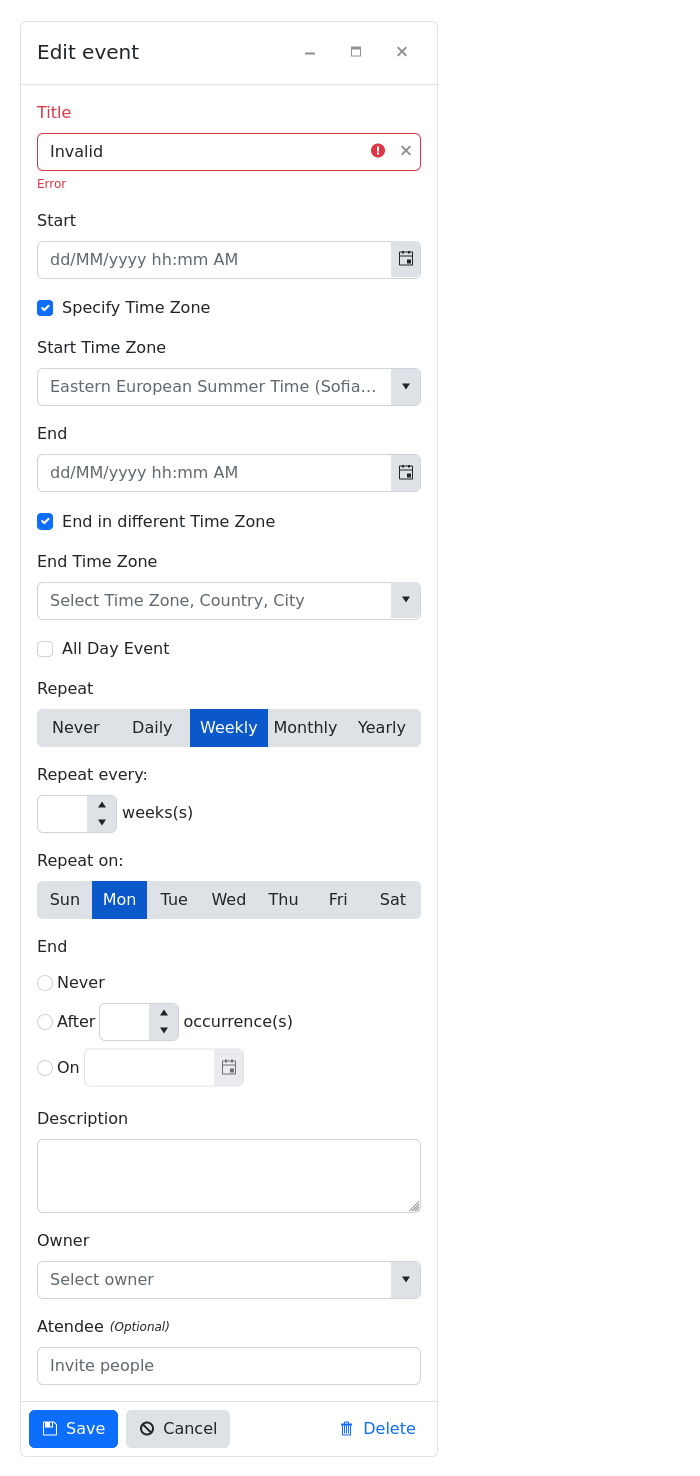 Edit event
Title
Invalid
Error
Start
dd/MM/yyyy hh:mm AM
Specify Time Zone
Start Time Zone
Eastern European Summer Time (Sofia...
End
dd/MM/yyyy hh:mm AM
End in different Time Zone
End Time Zone
Select Time Zone, Country, City
All Day Event
Repeat
Never Daily Weekly Monthly Yearly
Repeat every:
weeks(s)
Repeat on:
Sun Mon Tue Wed Thu Fri Sat
End
Never
After occurrence(s)
On
Description
Owner
Select owner
Atendee (Optional)
Invite people
Save Cancel Delete